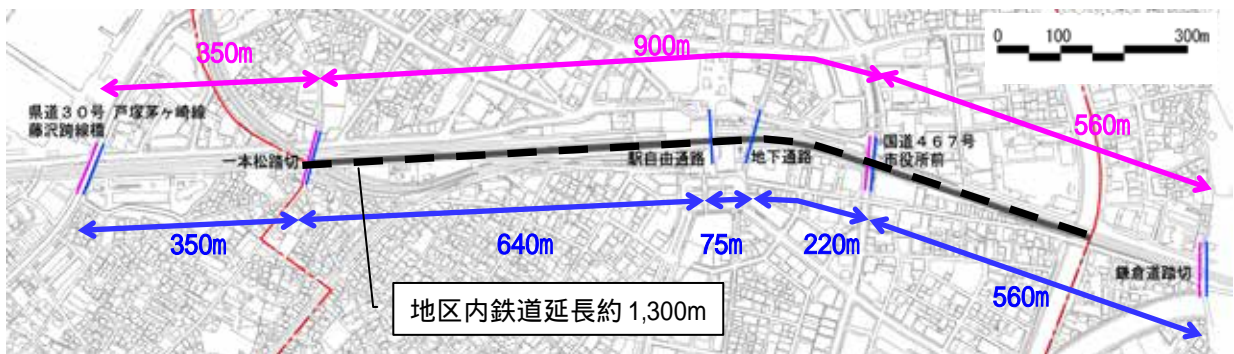 0 100 300m
350m
900m
560m
県道30号 戸塚茅ヶ崎線
藤沢跨線橋
一本松踏切
駅自由通路
地下通路
国道467号
市役所前
鎌倉道踏切
350m
640m
75m
220m
560m
地区内鉄道延長約1,300m